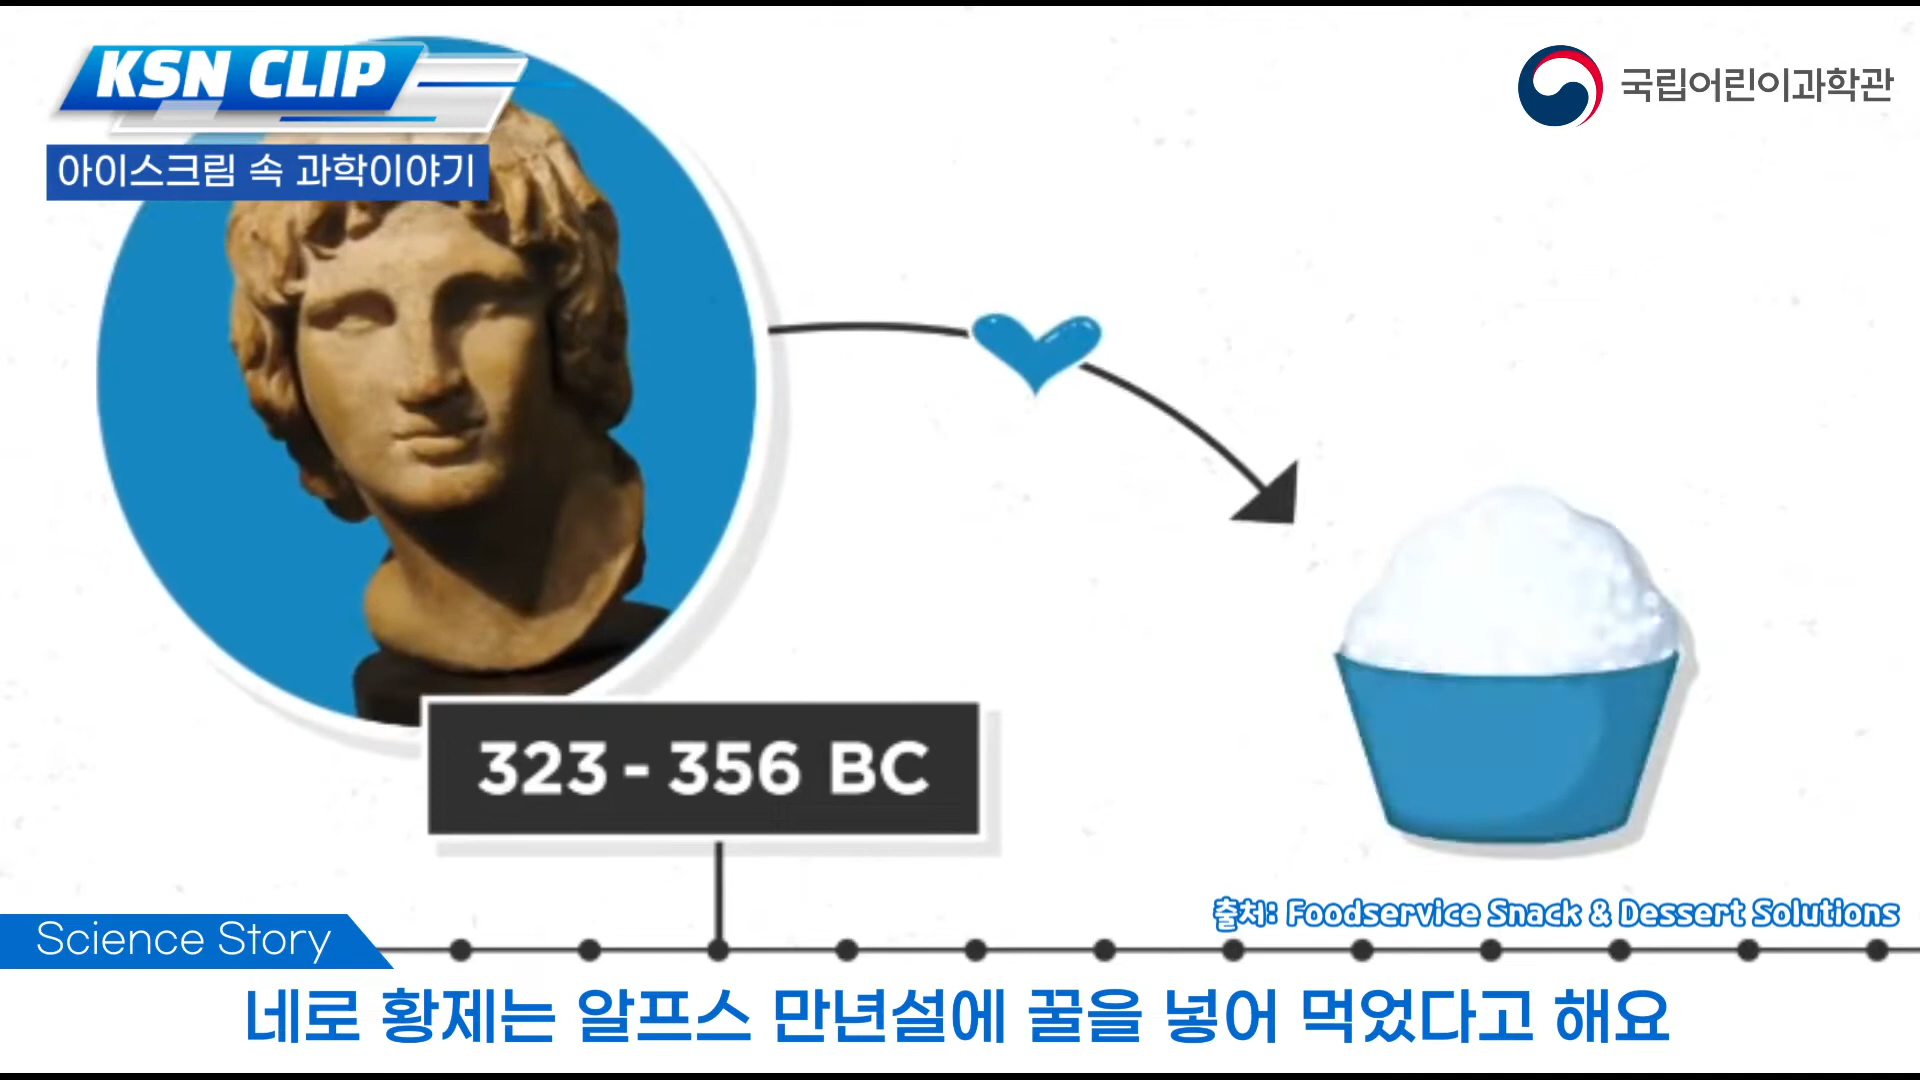 KSN CLIP
국립어린이과학관
아이스크림 속 과학이야기
323 - 356 BC
출처: Foodservice Snack & Dessert Solutions
Science Story
네로 황제는 알프스 만년설에 꿀을 넣어 먹었다고 해요